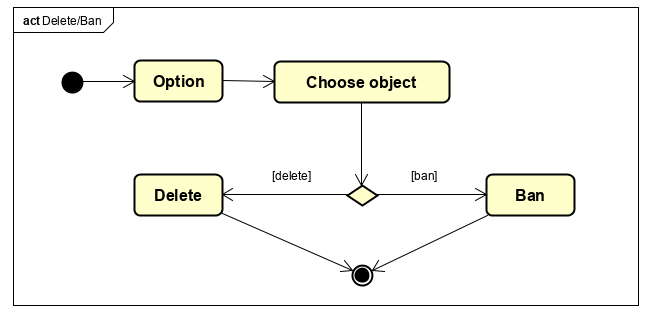 act Delete/Ban
Option
Choose object
[delete]
[ban]
Delete
Ban